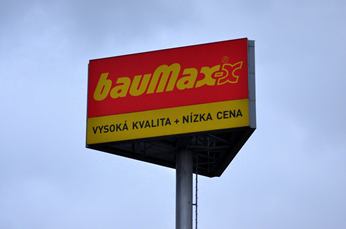 bauMax-x
VYSOKÁ KVALITA + NÍZKA CENA